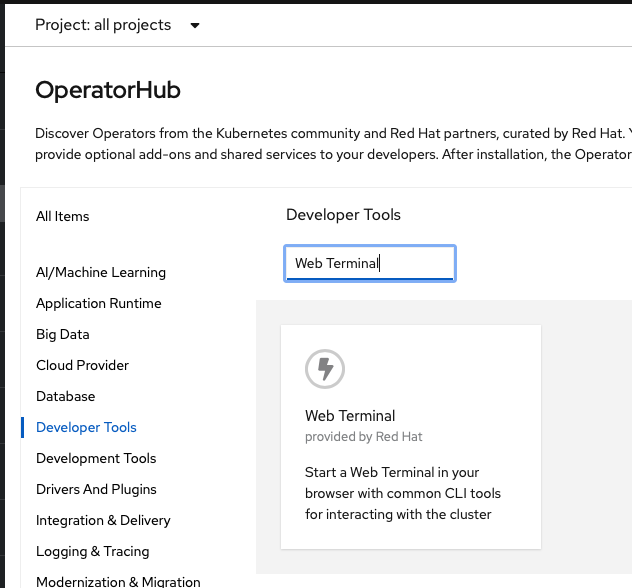 Project: all projects
OperatorHub
Discover Operators from the Kubernetes community and Red Hat partners, curated by Red Hat.
provide optional add-ons and shared services to your developers. After installation, the Operator
All Items
AI/Machine Learning
Application Runtime
Big Data
Cloud Provider
Database
Developer Tools
Development Tools
Drivers And Plugins
Integration & Delivery
Logging & Tracing
Modernization & Migration
Developer Tools
Web Terminal
Web Terminal
provided by Red Hat
Start a Web Terminal in your
browser with common CLI tools
for interacting with the cluster